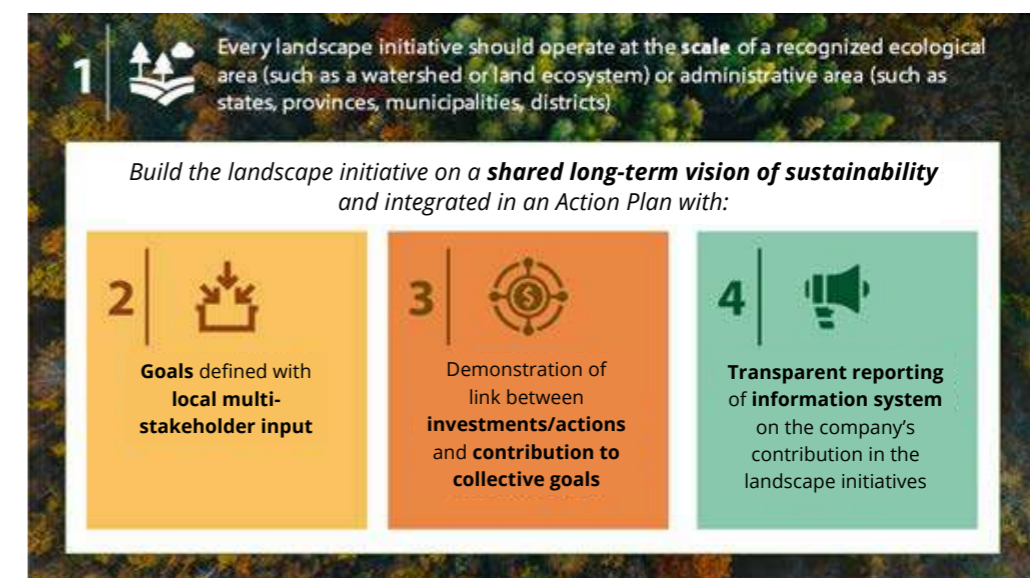 1
Every landscape initiative should operate at the scale of a recognized ecological
area (such as a watershed or land ecosystem) or administrative area (such as
states, provinces, municipalities, districts)
Build the landscape initiative on a shared long-term vision of sustainability
and integrated in an Action Plan with:
2
Goals defined with
local multi-
stakeholder input
3
$
Demonstration of
link between
investments/actions
and contribution to
collective goals
4
Transparent reporting
of information system
on the company’s
contribution in the
landscape initiatives